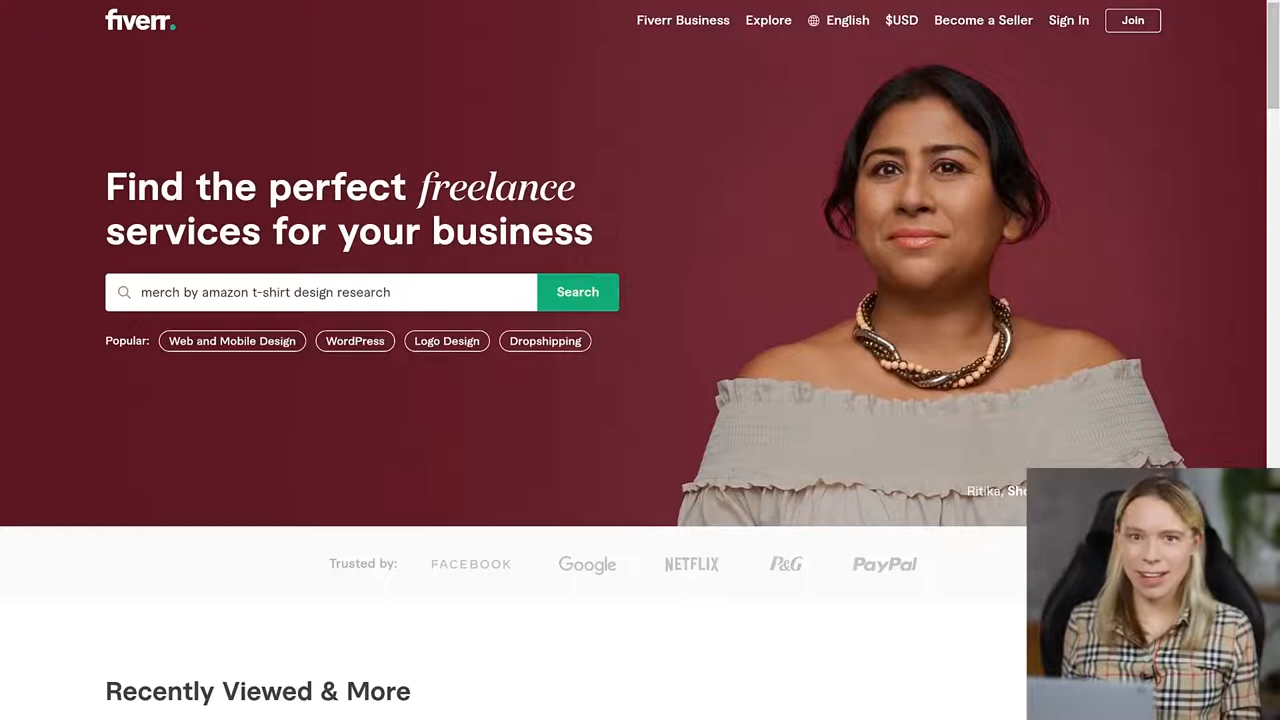 fiverr.
Fiverr Business Explore English $USD Become a Seller Sign In Join
Find the perfect freelance
services for your business
merch by amazon t-shirt design research Search
Popular: Web and Mobile Design WordPress Logo Design Dropshipping
Ritika, Sho
Trusted by: FACEBOOK Google NETFLIX P&G PayPal
Recently Viewed & More